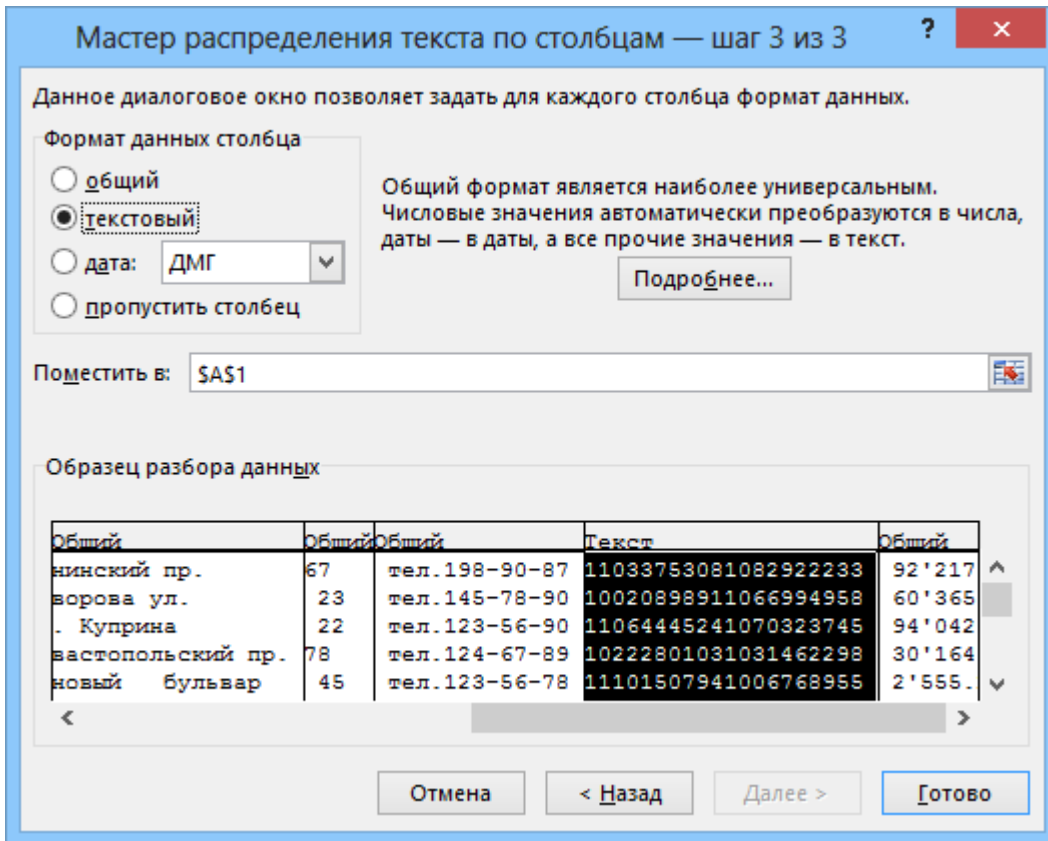 Мастер распределения текста по столбцам — шаг 3 из 3
?
Данное диалоговое окно позволяет задать для каждого столбца формат данных.
Формат данных столбца
общий
текстовый
дата: ДМГ
пропустить столбец
Общий формат является наиболее универсальным.
Числовые значения автоматически преобразуются в числа,
даты — в даты, а все прочие значения — в текст.
Подробнее...
Поместить в: $A$1
Образец разбора данных
Общий Общий Общий Текст Общий
нинский пр. 67 тел.198-90-87 11033753081082922233 92'217
ворова ул. 23 тел.145-78-90 10020898911066994958 60'365
. Куприна 22 тел.123-56-90 11064445241070323745 94'042
вастопольский пр. 78 тел.124-67-89 10222801031031462298 30'164
новый бульвар 45 тел.123-56-78 11101507941006768955 2'555.
Отмена
< Назад
Далее >
Готово